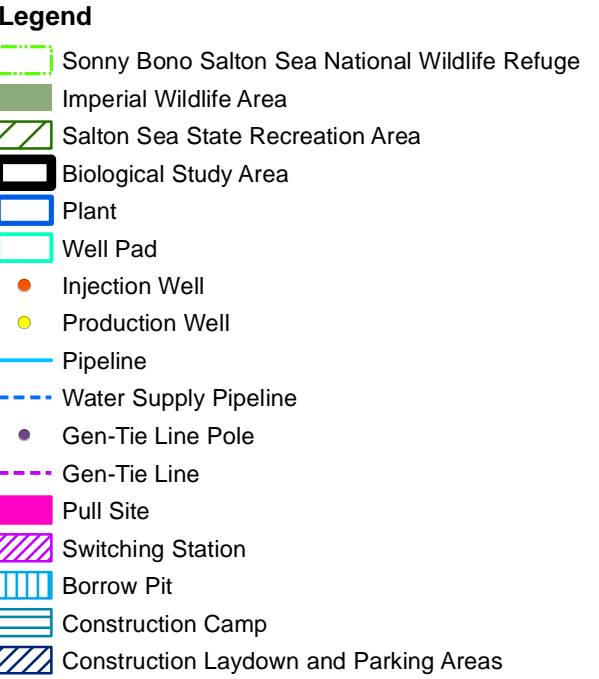 Legend
Sonny Bono Salton Sea National Wildlife Refuge
Imperial Wildlife Area
Salton Sea State Recreation Area
Biological Study Area
Plant
Well Pad
Injection Well
Production Well
Pipeline
Water Supply Pipeline
Gen-Tie Line Pole
Gen-Tie Line
Pull Site
Switching Station
Borrow Pit
Construction Camp
Construction Laydown and Parking Areas